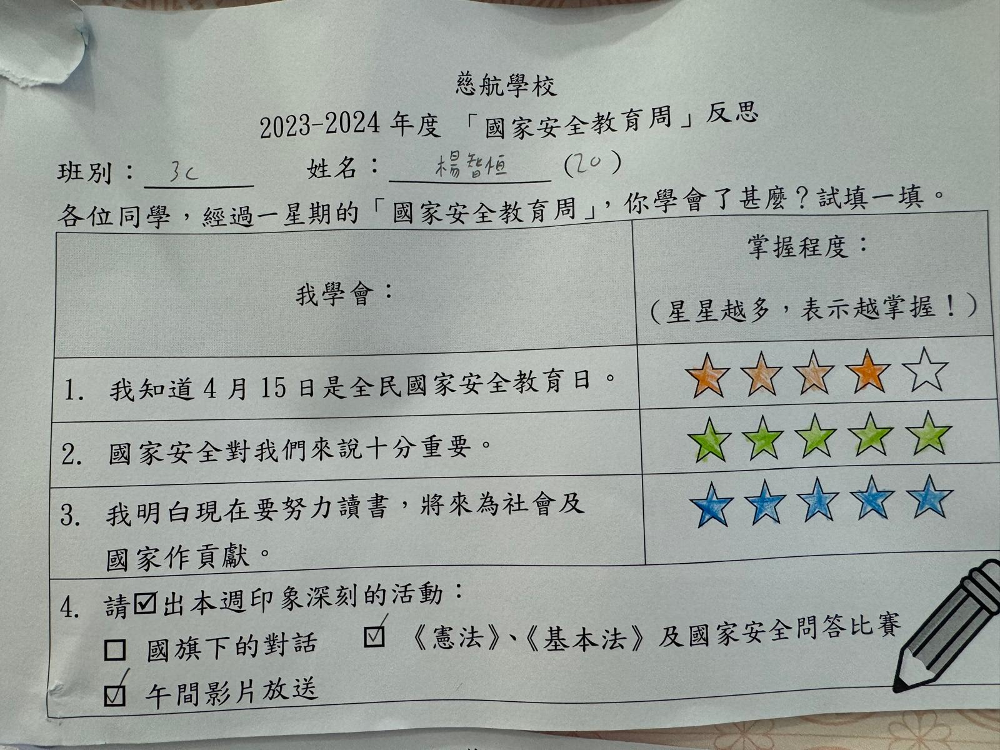 慈航學校
2023-2024 年度 「國家安全教育周」反思
班別： 3C 姓名： 楊智恒 (20)
各位同學，經過一星期的「國家安全教育周」，你學會了甚麼？試填一填。
我學會：
掌握程度：
（星星越多，表示越掌握！）
1. 我知道 4 月 15 日是全民國家安全教育日。
2. 國家安全對我們來說十分重要。
3. 我明白現在要努力讀書，將來為社會及
國家作貢獻。
4. 請☑出本週印象深刻的活動：
☐ 國旗下的對話 ☑ 《憲法》、《基本法》及國家安全問答比賽
☑ 午間影片放送